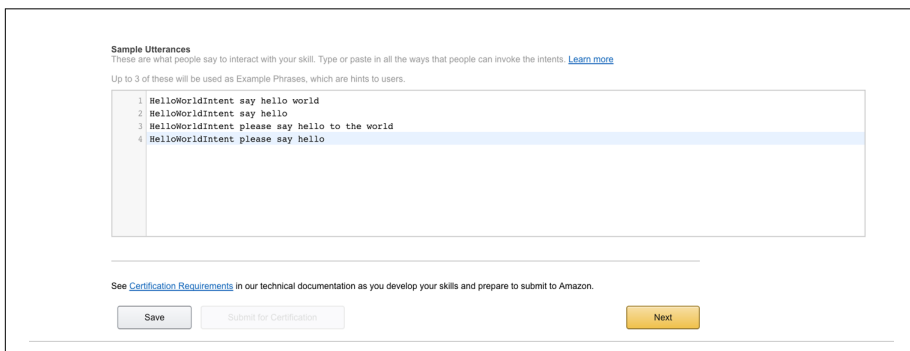 Sample Utterances
These are what people say to interact with your skill. Type or paste in all the ways that people can invoke the intents. Learn more
Up to 3 of these will be used as Example Phrases, which are hints to users.
1 HelloWorldIntent say hello world
2 HelloWorldIntent say hello
3 HelloWorldIntent please say hello to the world
4 HelloWorldIntent please say hello
See Certification Requirements in our technical documentation as you develop your skills and prepare to submit to Amazon.
Save Submit for Certification Next